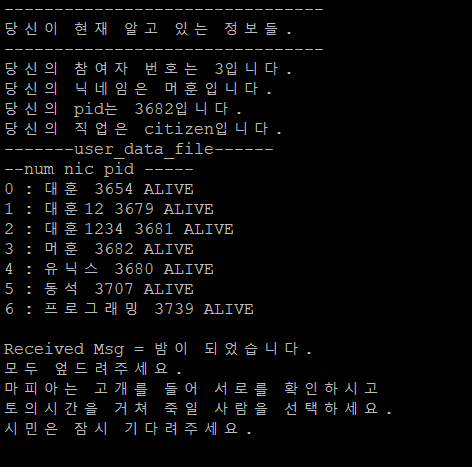 --------------------------------
당신이 현재 알고 있는 정보들.
--------------------------------
당신의 참여자 번호는 3입니다.
당신의 닉네임은 머훈입니다.
당신의 pid는 3682입니다.
당신의 직업은 citizen입니다.
-------user_data_file------
--num nic pid -----
0 : 대훈 3654 ALIVE
1 : 대훈12 3679 ALIVE
2 : 대훈1234 3681 ALIVE
3 : 머훈 3682 ALIVE
4 : 유닉스 3680 ALIVE
5 : 동석 3707 ALIVE
6 : 프로그래밍 3739 ALIVE
Received Msg = 밤이 되었습니다.
모두 엎드려주세요.
마피아는 고개를 들어 서로를 확인하시고
토의시간을 거쳐 죽일 사람을 선택하세요.
시민은 잠시 기다려주세요.